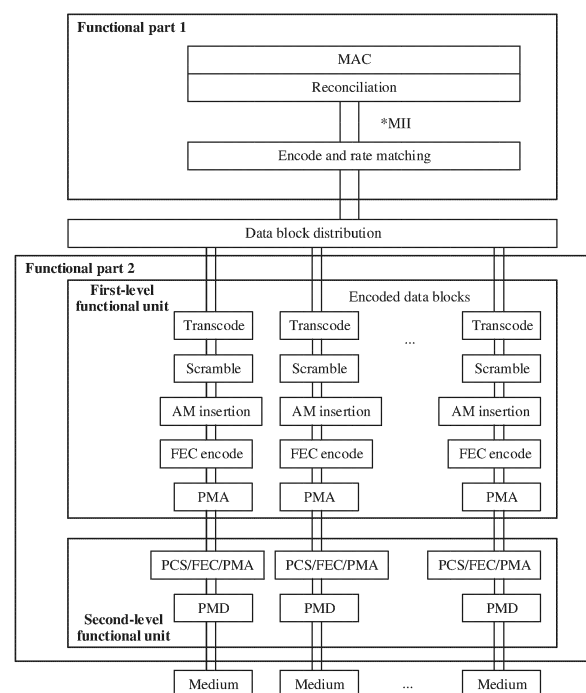 Functional part 1
MAC
Reconciliation
*MII
Encode and rate matching
Data block distribution
Functional part 2
First-level
functional unit
Encoded data blocks
Transcode Transcode Transcode
...
Scramble Scramble Scramble
AM insertion AM insertion AM insertion
FEC encode FEC encode FEC encode
PMA PMA PMA
PCS/FEC/PMA PCS/FEC/PMA PCS/FEC/PMA
PMD PMD PMD
Second-level
functional unit
Medium Medium ... Medium